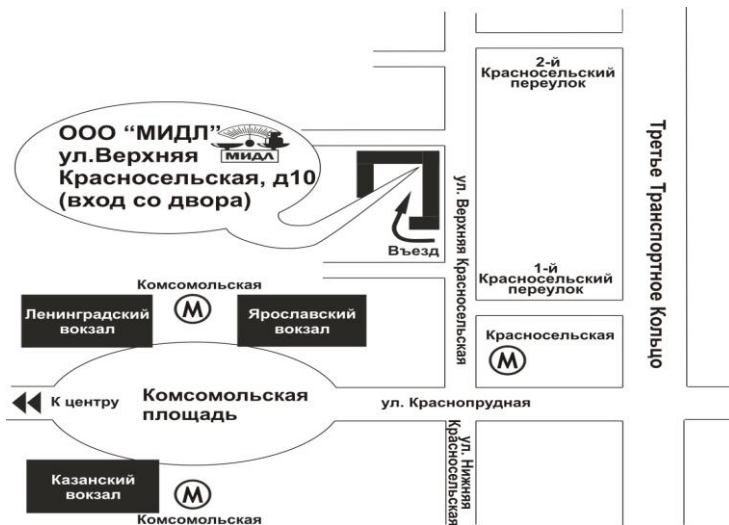 2-й
Красносельский
переулок
ООО “МИДЛ”
МИДЛ
ул.Верхняя
Красносельская, д10
(вход со двора)
Третье Транспортное Кольцо
ул. Верхняя Красносельская
Въезд
1-й
Красносельский
переулок
Комсомольская
М
Ленинградский
вокзал
Ярославский
вокзал
Красносельская
М
К центру
Комсомольская
площадь
ул. Краснопрудная
ул. Нижняя
Красносельская
Казанский
вокзал
М
Комсомольская